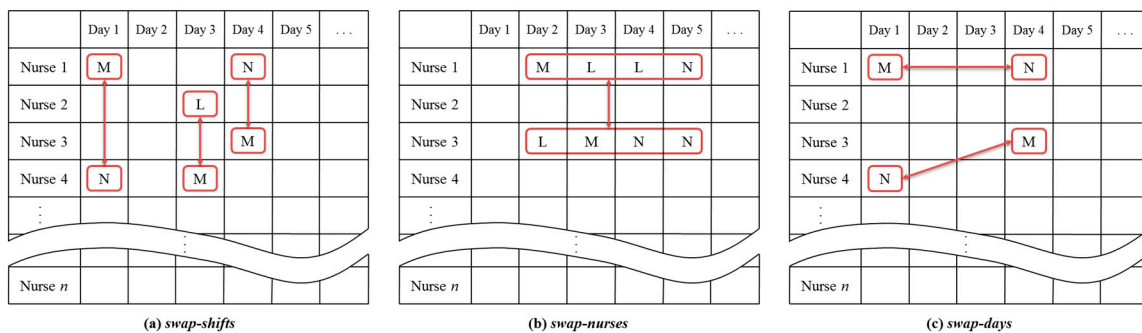 Day 1 Day 2 Day 3 Day 4 Day 5 . . .
Nurse 1 M N
Nurse 2 L
Nurse 3 M
Nurse 4 N M
Nurse n
(a) swap-shifts
Day 1 Day 2 Day 3 Day 4 Day 5 . . .
Nurse 1 M L L N
Nurse 2
Nurse 3 L M N N
Nurse 4
Nurse n
(b) swap-nurses
Day 1 Day 2 Day 3 Day 4 Day 5 . . .
Nurse 1 M N
Nurse 2
Nurse 3 M
Nurse 4 N
Nurse n
(c) swap-days